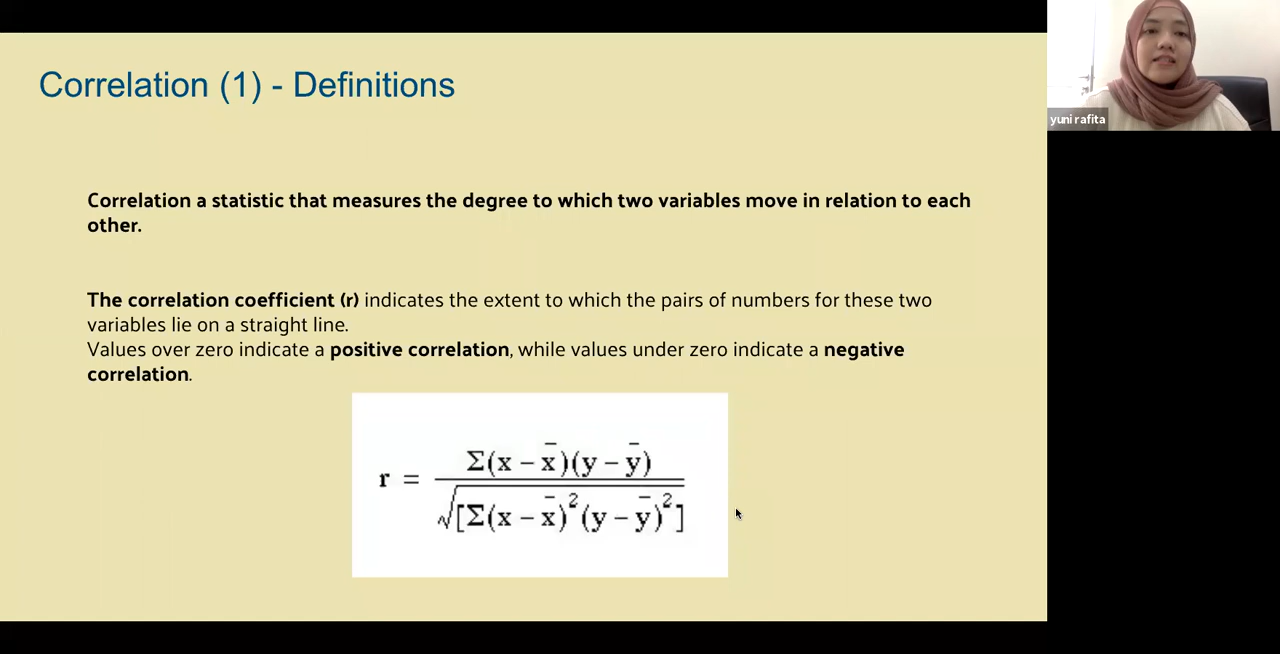 Correlation (1) - Definitions
yuni rafita
Correlation a statistic that measures the degree to which two variables move in relation to each
other.
The correlation coefficient (r) indicates the extent to which the pairs of numbers for these two
variables lie on a straight line.
Values over zero indicate a positive correlation, while values under zero indicate a negative
correlation.
r = Σ(x – x̄)(y – ȳ) / √[Σ(x – x̄)²(y – ȳ)²]